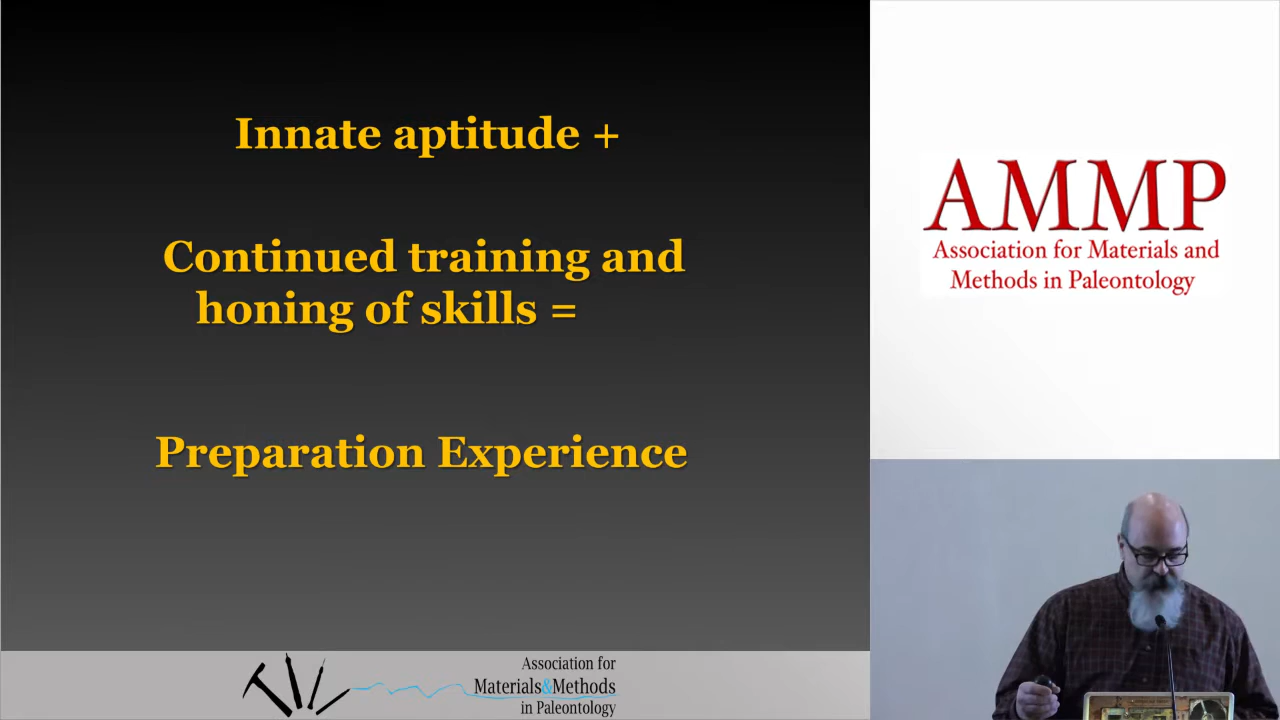 Innate aptitude +
Continued training and
honing of skills =
Preparation Experience
AMMP
Association for Materials and
Methods in Paleontology
Association for
Materials&Methods
in Paleontology